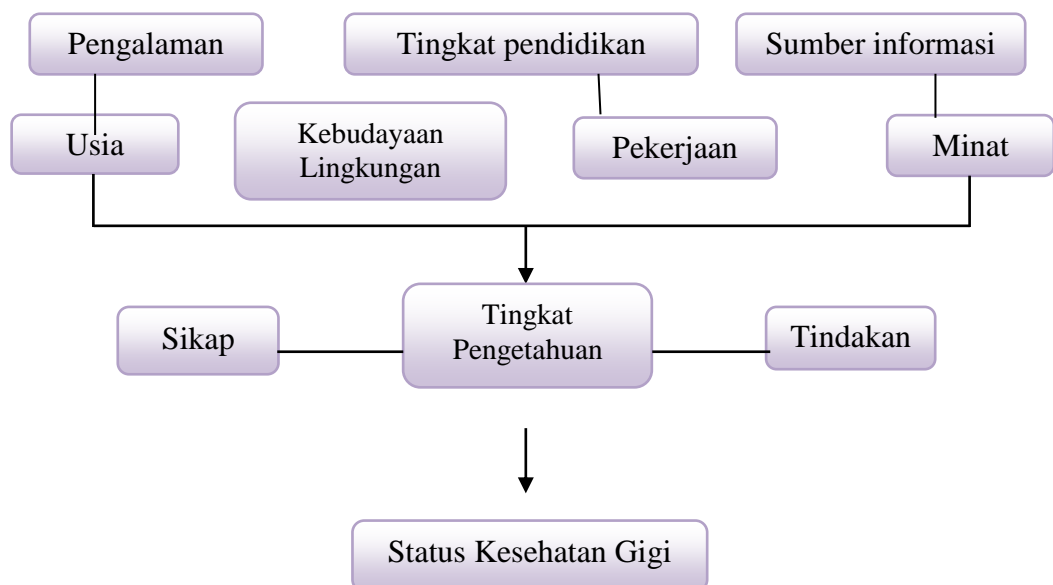 Pengalaman
Tingkat pendidikan
Sumber informasi
Usia
Kebudayaan
Lingkungan
Pekerjaan
Minat
Sikap
Tingkat
Pengetahuan
Tindakan
Status Kesehatan Gigi